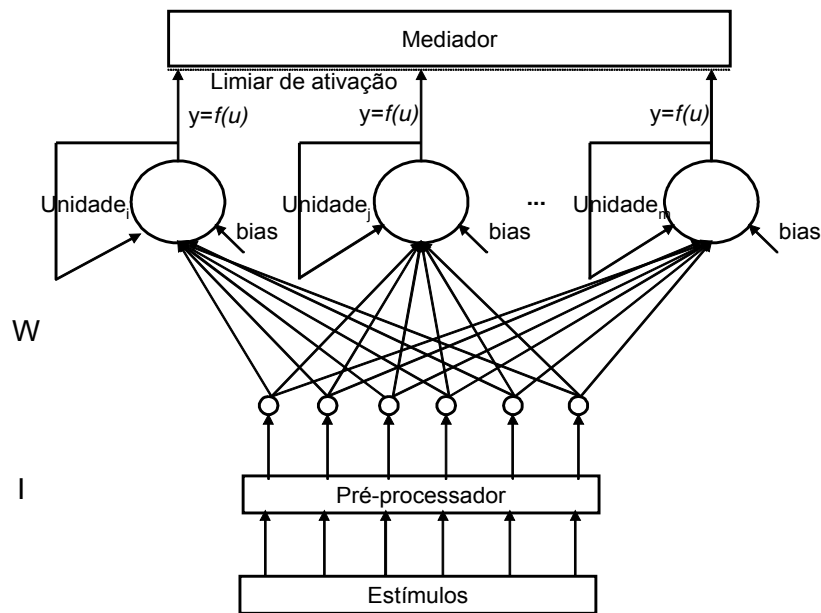 Mediador
Limiar de ativação
y=f(u) y=f(u) y=f(u)
Unidadei Unidadej ... Unidadem
bias bias bias
W
I
Pré-processador
Estímulos